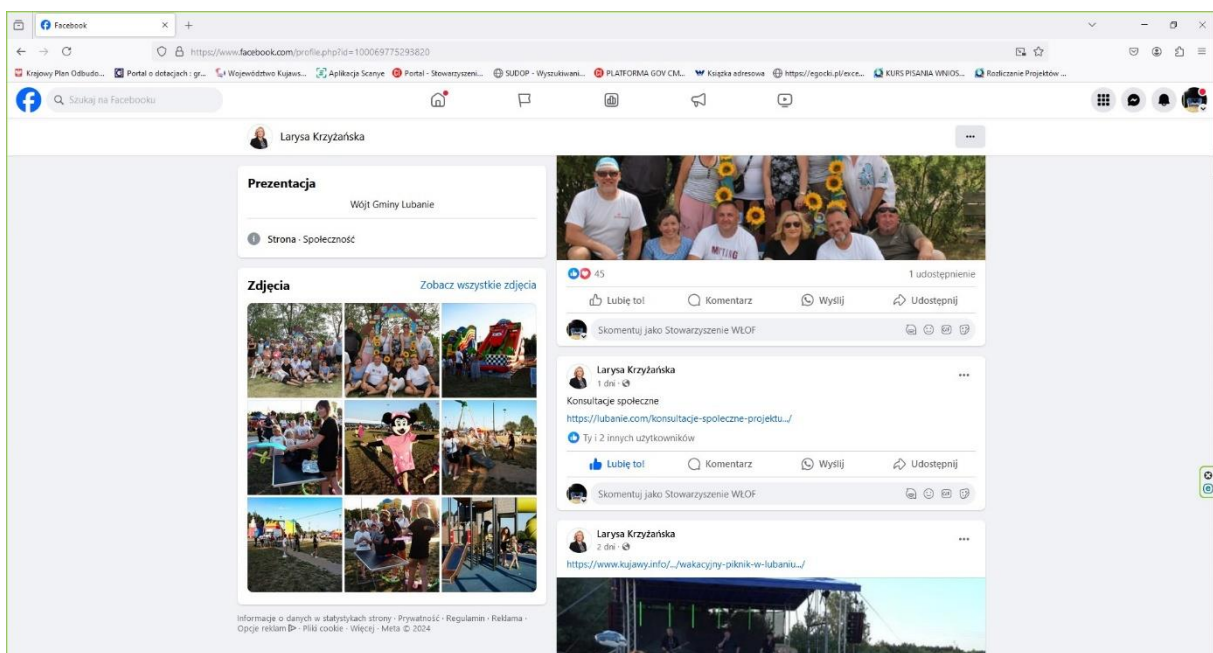 Facebook
https://www.facebook.com/profile.php?id=100069775293820
Krajowy Plan Odbudo... Portal o dotacjach : gr... Województwo Kujaws... Aplikacja Scanye Portal - Stowarzyszeni... SUDOP - Wyszukiwani... PLATFORMA GOV CM... Książka adresowa https://egocki.pl/exce... KURS PISANIA WNIOS... Rozliczanie Projektów ...
Szukaj na Facebooku
Larysa Krzyżańska
Prezentacja
Wójt Gminy Lubanie
Strona · Społeczność
Zdjęcia Zobacz wszystkie zdjęcia
Informacje o danych w statystykach strony · Prywatność · Regulamin · Reklama ·
Opcje reklam · Pliki cookie · Więcej · Meta © 2024
45 1 udostępnienie
Lubię to! Komentarz Wyślij Udostępnij
Skomentuj jako Stowarzyszenie WŁOF
Larysa Krzyżańska
1 dni ·
Konsultacje społeczne
https://lubanie.com/konsultacje-spoleczne-projektu.../
Ty i 2 innych użytkowników
Lubię to! Komentarz Wyślij Udostępnij
Skomentuj jako Stowarzyszenie WŁOF
Larysa Krzyżańska
2 dni ·
https://www.kujawy.info/.../wakacyjny-piknik-w-lubaniu.../